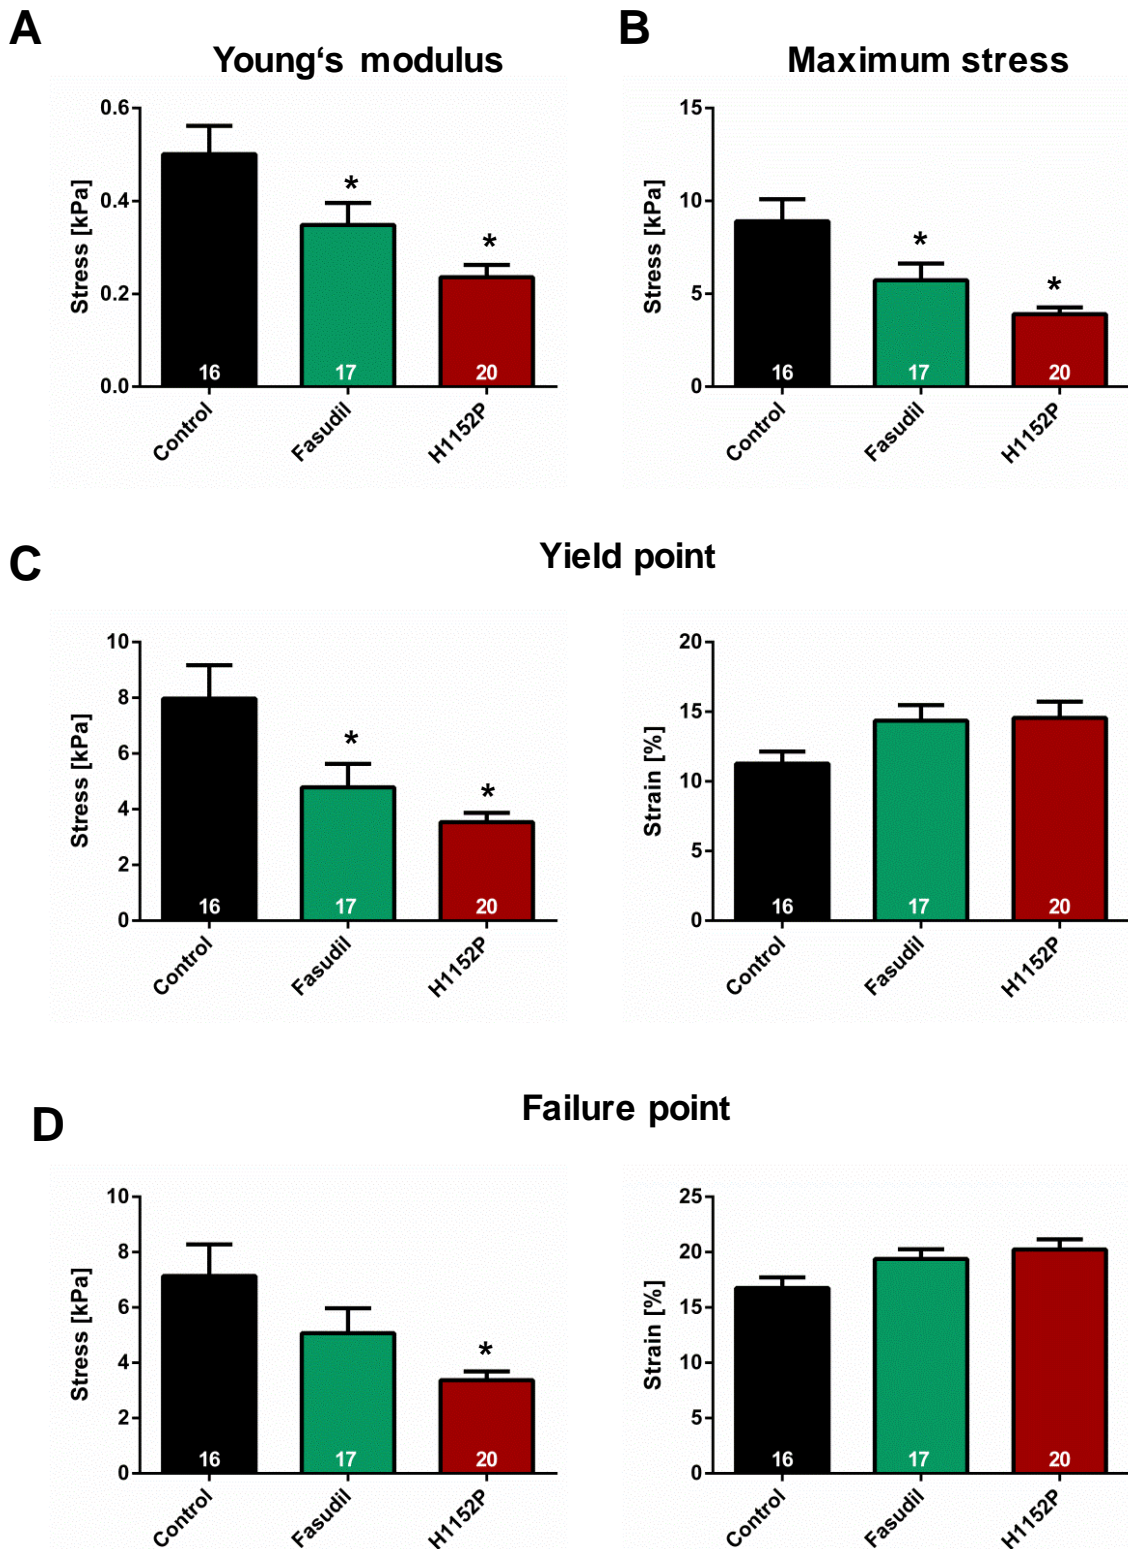 A
Young‘s modulus
0.6
0.4
0.2
0.0
Stress [kPa]
*
*
16
17
20
Control
Fasudil
H1152P
B
Maximum stress
15
10
5
0
Stress [kPa]
*
*
16
17
20
Control
Fasudil
H1152P
C
Yield point
10
8
6
4
2
0
Stress [kPa]
*
*
16
17
20
Control
Fasudil
H1152P
20
15
10
5
0
Strain [%]
16
17
20
Control
Fasudil
H1152P
D
Failure point
10
8
6
4
2
0
Stress [kPa]
*
16
17
20
Control
Fasudil
H1152P
25
20
15
10
5
0
Strain [%]
16
17
20
Control
Fasudil
H1152P